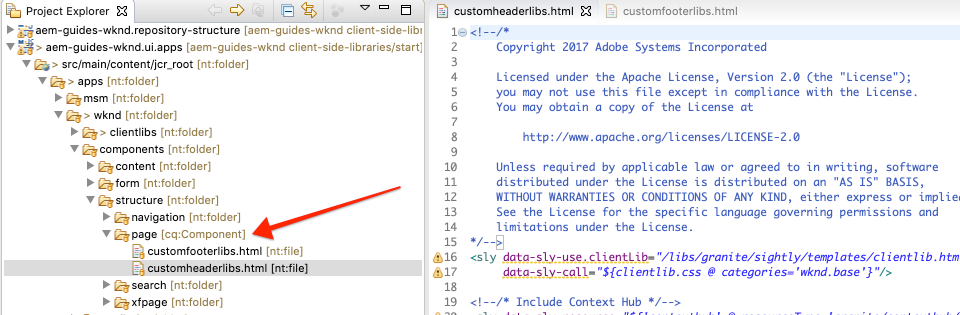 Project Explorer
> aem-guides-wknd.repository-structure [aem-guides-wknd client-side-libr
> aem-guides-wknd.ui.apps [aem-guides-wknd client-side-libraries/start]
> src/main/content/jcr_root [nt:folder]
> apps [nt:folder]
msm [nt:folder]
> wknd [nt:folder]
> clientlibs [nt:folder]
components [nt:folder]
content [nt:folder]
form [nt:folder]
structure [nt:folder]
navigation [nt:folder]
page [cq:Component]
customfooterlibs.html [nt:file]
customheaderlibs.html [nt:file]
search [nt:folder]
xfpage [nt:folder]
customheaderlibs.html customfooterlibs.html
1 <!--/*
2 Copyright 2017 Adobe Systems Incorporated
3
4 Licensed under the Apache License, Version 2.0 (the "License");
5 you may not use this file except in compliance with the License.
6 You may obtain a copy of the License at
7
8 http://www.apache.org/licenses/LICENSE-2.0
9
10 Unless required by applicable law or agreed to in writing, software
11 distributed under the License is distributed on an "AS IS" BASIS,
12 WITHOUT WARRANTIES OR CONDITIONS OF ANY KIND, either express or implie
13 See the License for the specific language governing permissions and
14 limitations under the License.
15 */-->
16 <sly data-sly-use.clientLib="/libs/granite/sightly/templates/clientlib.htm
17 data-sly-call="${clientlib.css @ categories='wknd.base'}"/>
18
19 <!--/* Include Context Hub */-->